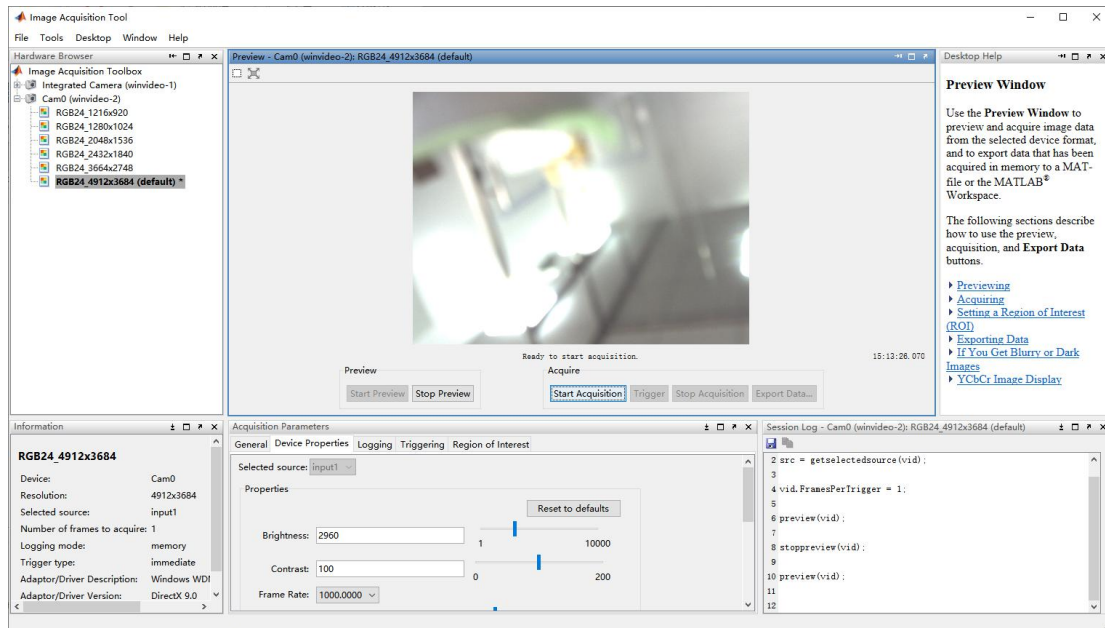 Image Acquisition Tool
File Tools Desktop Window Help
Hardware Browser
Image Acquisition Toolbox
Integrated Camera (winvideo-1)
Cam0 (winvideo-2)
RGB24_1216x920
RGB24_1280x1024
RGB24_2048x1536
RGB24_2432x1840
RGB24_3664x2748
RGB24_4912x3684 (default) *
Preview - Cam0 (winvideo-2): RGB24_4912x3684 (default)
Ready to start acquisition.
15:13:26.070
Preview
Start Preview Stop Preview
Acquire
Start Acquisition Trigger Stop Acquisition Export Data...
Desktop Help
Preview Window
Use the Preview Window to
preview and acquire image data
from the selected device format,
and to export data that has been
acquired in memory to a MAT-
file or the MATLAB®
Workspace.
The following sections describe
how to use the preview,
acquisition, and Export Data
buttons.
Previewing
Acquiring
Setting a Region of Interest
(ROI)
Exporting Data
If You Get Blurry or Dark
Images
YCbCr Image Display
Information
RGB24_4912x3684
Device: Cam0
Resolution: 4912x3684
Selected source: input1
Number of frames to acquire: 1
Logging mode: memory
Trigger type: immediate
Adaptor/Driver Description: Windows WDI
Adaptor/Driver Version: DirectX 9.0
Acquisition Parameters
General Device Properties Logging Triggering Region of Interest
Selected source: input1
Properties
Reset to defaults
Brightness: 2960
1 10000
Contrast: 100
0 200
Frame Rate: 1000.0000
Session Log - Cam0 (winvideo-2): RGB24_4912x3684 (default)
2 src = getselectedsource(vid);
3
4 vid.FramesPerTrigger = 1;
5
6 preview(vid);
7
8 stoppreview(vid);
9
10 preview(vid);
11
12